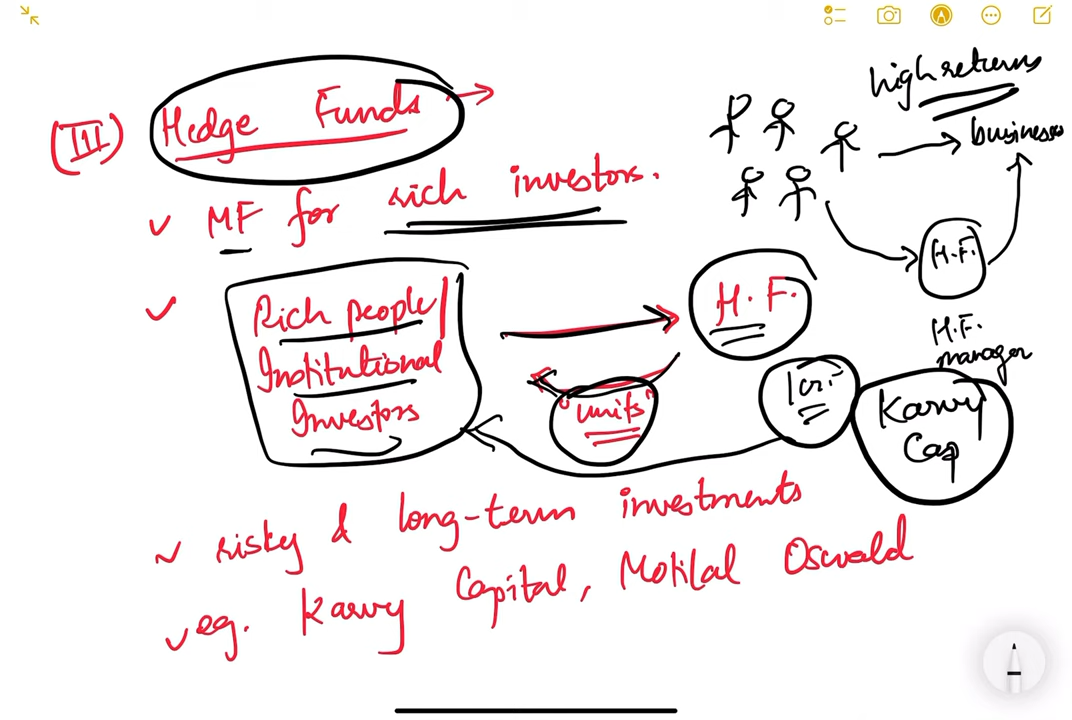 high returns
(III) Hedge Funds
business
MF for rich investors.
H.F.
Rich people/
Institutional
Investors
H.F.
"units"
H.F.
manager
1cr.
Karvy
Cap
risky & long-term investments
eg. Karvy Capital, Motilal Oswald